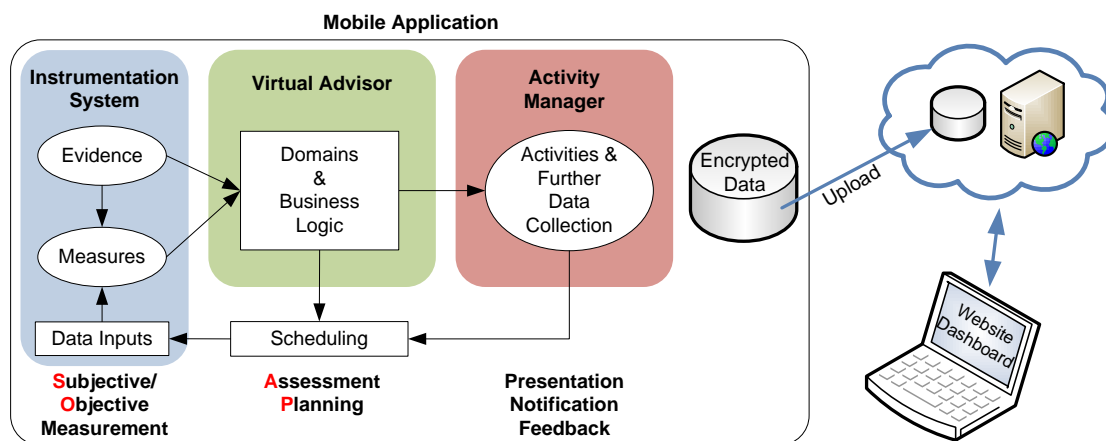 Mobile Application
Instrumentation
System
Virtual Advisor
Activity
Manager
Evidence
Measures
Data Inputs
Domains
&
Business
Logic
Scheduling
Activities &
Further
Data
Collection
Encrypted
Data
Upload
Website
Dashboard
Subjective/
Objective
Measurement
Assessment
Planning
Presentation
Notification
Feedback